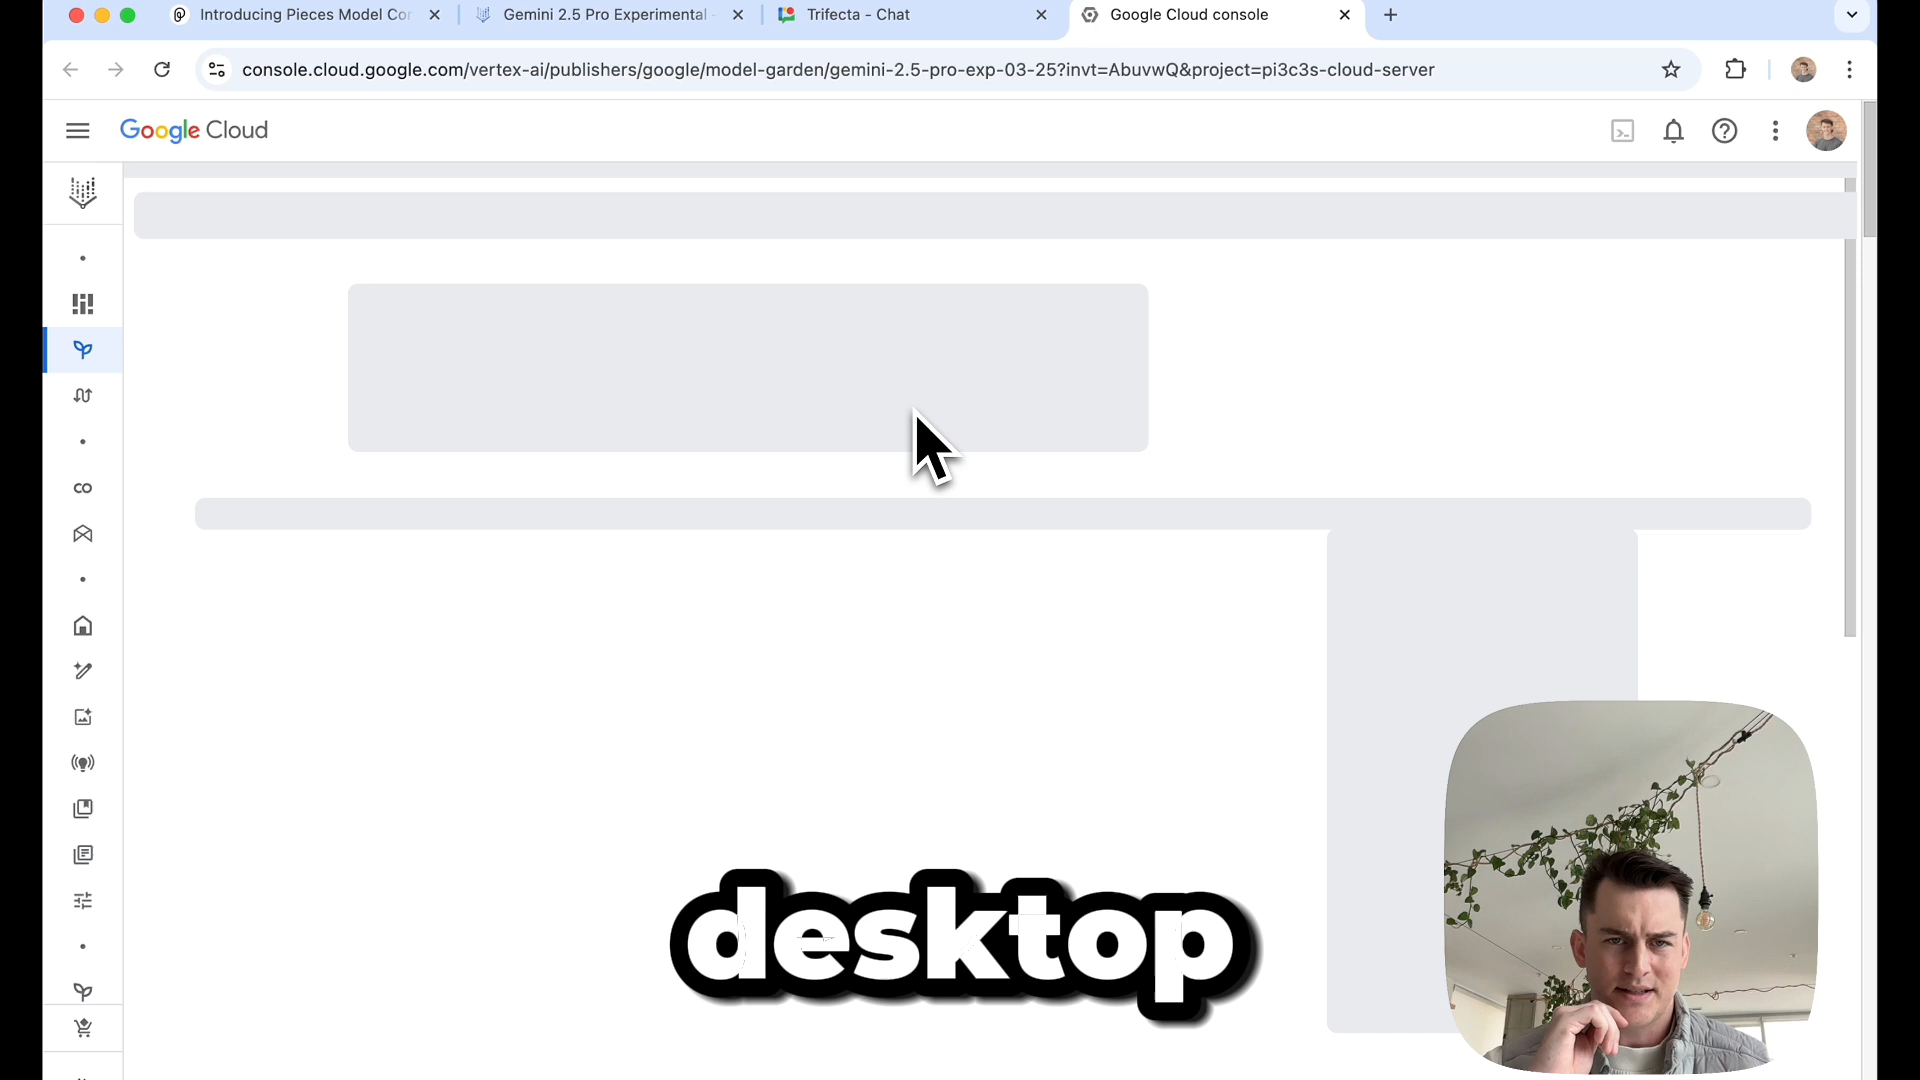 Introducing Pieces Model Cor
Gemini 2.5 Pro Experimental
Trifecta - Chat
Google Cloud console
console.cloud.google.com/vertex-ai/publishers/google/model-garden/gemini-2.5-pro-exp-03-25?invt=AbuvwQ&project=pi3c3s-cloud-server
Google Cloud
desktop